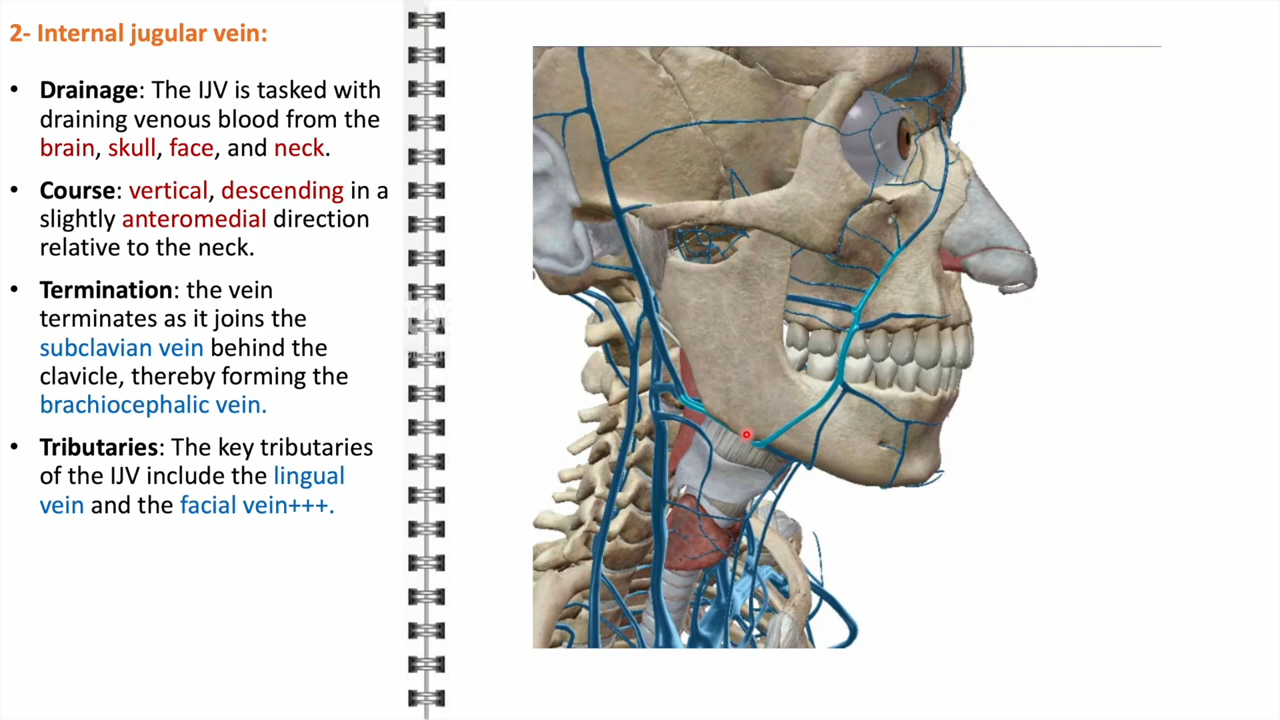 2- Internal jugular vein:
• Drainage: The IJV is tasked with
draining venous blood from the
brain, skull, face, and neck.
• Course: vertical, descending in a
slightly anteromedial direction
relative to the neck.
• Termination: the vein
terminates as it joins the
subclavian vein behind the
clavicle, thereby forming the
brachiocephalic vein.
• Tributaries: The key tributaries
of the IJV include the lingual
vein and the facial vein+++.